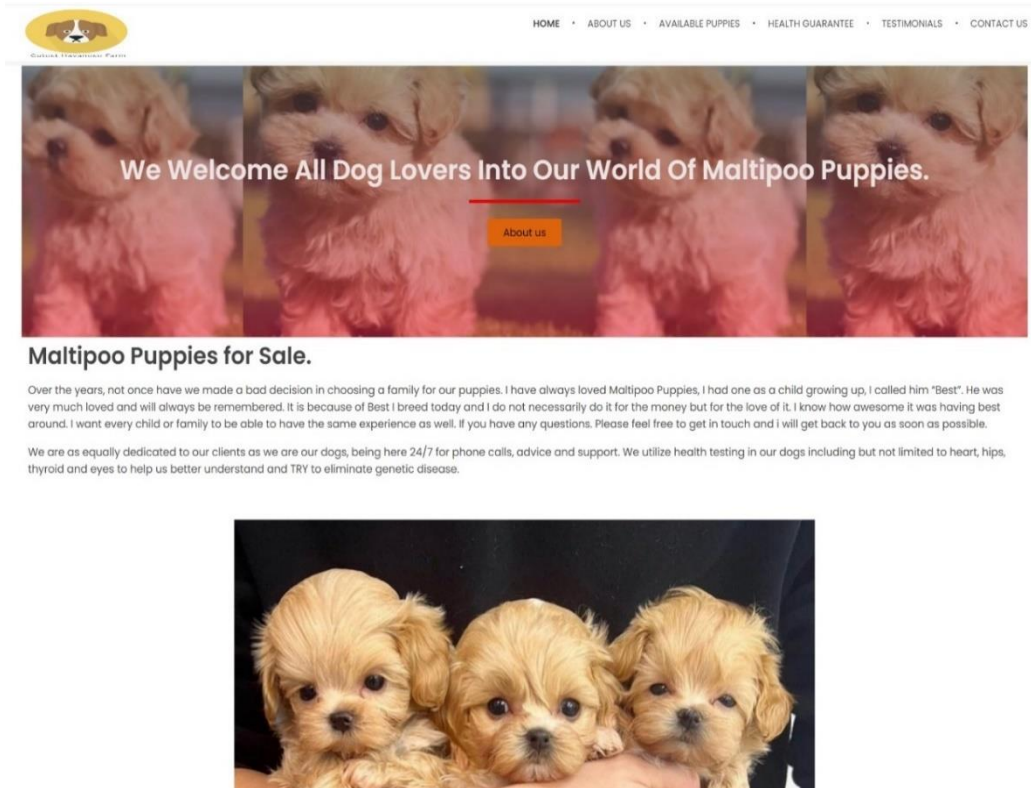 HOME • ABOUT US • AVAILABLE PUPPIES • HEALTH GUARANTEE • TESTIMONIALS • CONTACT US
We Welcome All Dog Lovers Into Our World Of Maltipoo Puppies.
About us
Maltipoo Puppies for Sale.
Over the years, not once have we made a bad decision in choosing a family for our puppies. I have always loved Maltipoo Puppies, I had one as a child growing up, I called him “Best”. He was
very much loved and will always be remembered. It is because of Best I breed today and I do not necessarily do it for the money but for the love of it. I know how awesome it was having best
around. I want every child or family to be able to have the same experience as well. If you have any questions. Please feel free to get in touch and i will get back to you as soon as possible.
We are as equally dedicated to our clients as we are our dogs, being here 24/7 for phone calls, advice and support. We utilize health testing in our dogs including but not limited to heart, hips,
thyroid and eyes to help us better understand and TRY to eliminate genetic disease.